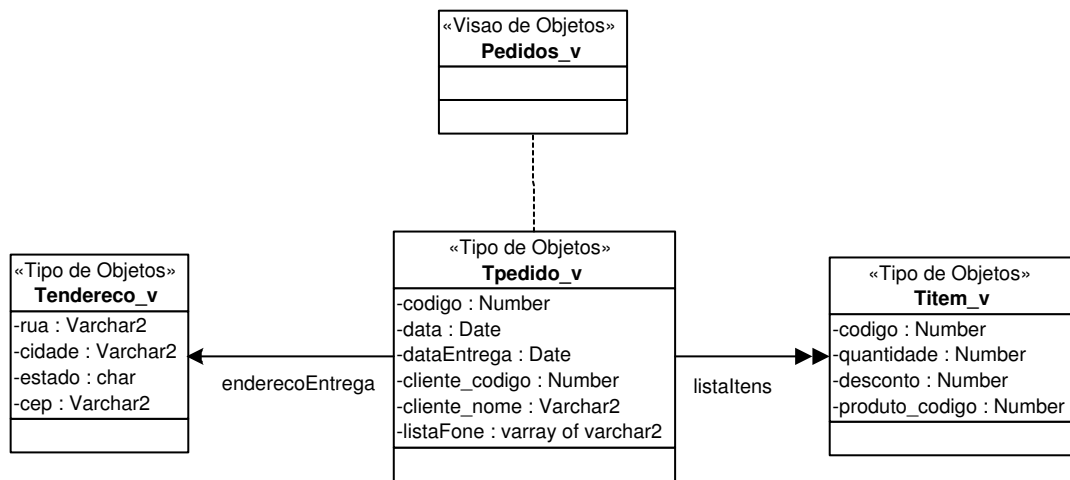 «Visao de Objetos»
Pedidos_v
«Tipo de Objetos»
Tendereco_v
-rua : Varchar2
-cidade : Varchar2
-estado : char
-cep : Varchar2
enderecoEntrega
«Tipo de Objetos»
Tpedido_v
-codigo : Number
-data : Date
-dataEntrega : Date
-cliente_codigo : Number
-cliente_nome : Varchar2
-listaFone : varray of varchar2
listaItens
«Tipo de Objetos»
Titem_v
-codigo : Number
-quantidade : Number
-desconto : Number
-produto_codigo : Number